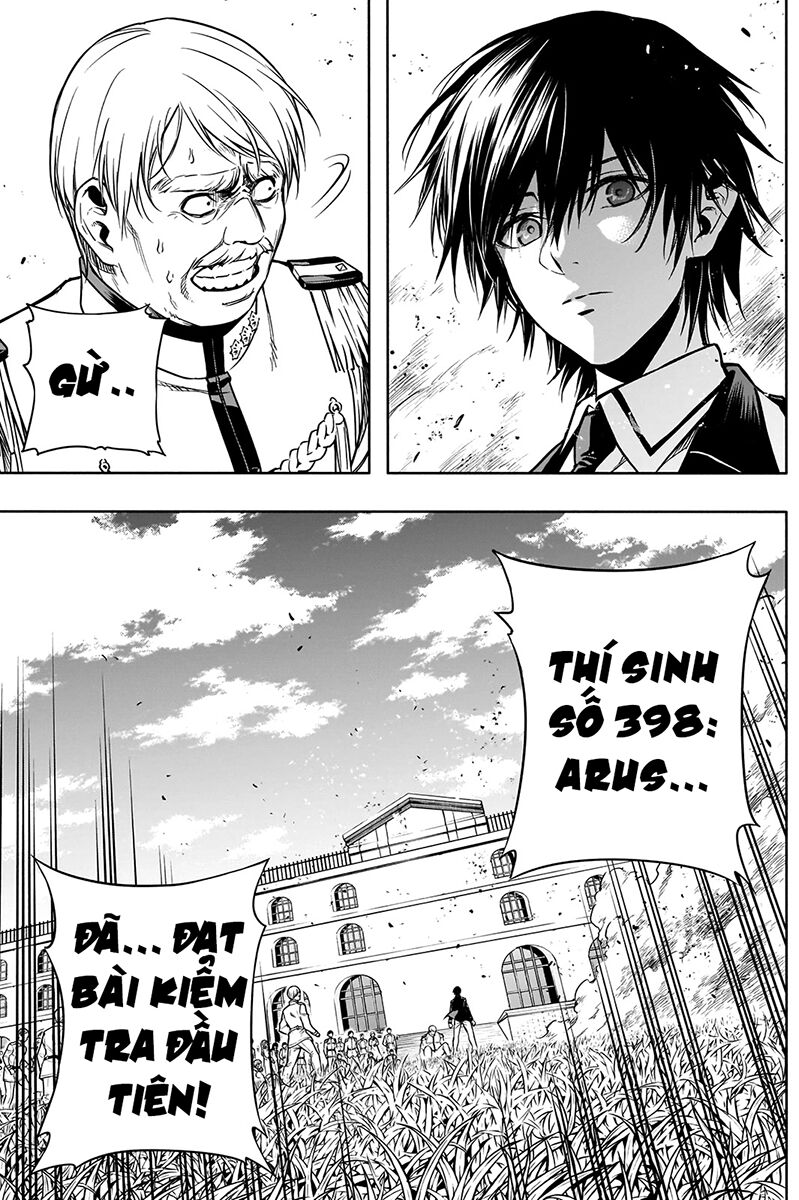 GỪ..
THÍ SINH
SỐ 398:
ARUS...
ĐÃ... ĐẠT
BÀI KIỂM
TRA ĐẦU
TIÊN!